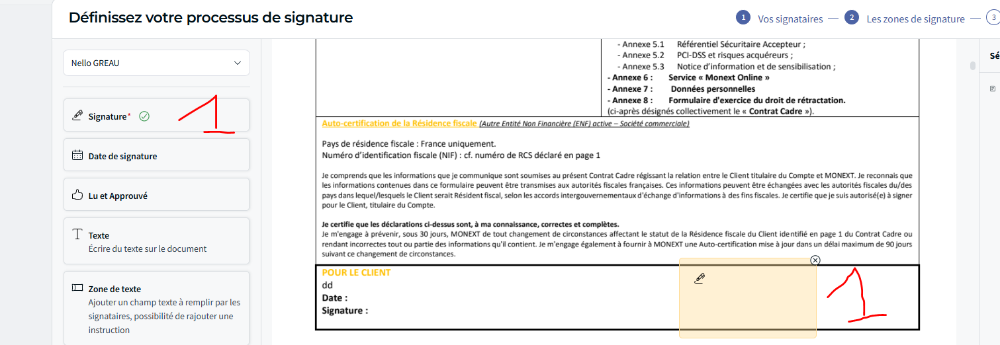 Définissez votre processus de signature
1 Vos signataires
2 Les zones de signature
3
Nello GREAU
Signature*
1
Date de signature
Lu et Approuvé
Texte
Écrire du texte sur le document
Zone de texte
Ajouter un champ texte à remplir par les
signataires, possibilité de rajouter une
instruction
- Annexe 5.1 Référentiel Sécuritaire Accepteur ;
- Annexe 5.2 PCI-DSS et risques acquéreurs ;
- Annexe 5.3 Notice d'information et de sensibilisation ;
- Annexe 6 : Service « Monext Online »
- Annexe 7 : Données personnelles
- Annexe 8 : Formulaire d'exercice du droit de rétractation.
(ci-après désignés collectivement le « Contrat Cadre »).
Auto-certification de la Résidence fiscale (Autre Entité Non Financière (ENF) active – Société commerciale)
Pays de résidence fiscale : France uniquement.
Numéro d'identification fiscale (NIF) : cf. numéro de RCS déclaré en page 1
Je comprends que les informations que je communique sont soumises au présent Contrat Cadre régissant la relation entre le Client titulaire du Compte et MONEXT. Je reconnais que
les informations contenues dans ce formulaire peuvent être transmises aux autorités fiscales françaises. Ces informations peuvent être échangées avec les autorités fiscales du/des
pays dans lequel/lesquels le Client serait Résident fiscal, selon les accords intergouvernementaux d'échange d'informations à des fins fiscales. Je certifie que je suis autorisé(e) à signer
pour le Client, titulaire du Compte.
Je certifie que les déclarations ci-dessus sont, à ma connaissance, correctes et complètes.
Je m'engage à prévenir, sous 30 jours, MONEXT de tout changement de circonstances affectant le statut de la Résidence fiscale du Client identifié en page 1 du Contrat Cadre ou
rendant incorrectes tout ou partie des informations qu'il contient. Je m'engage également à fournir à MONEXT une Auto-certification mise à jour dans un délai maximum de 90 jours
suivant ce changement de circonstances.
POUR LE CLIENT
dd
Date :
Signature :
1
Sé